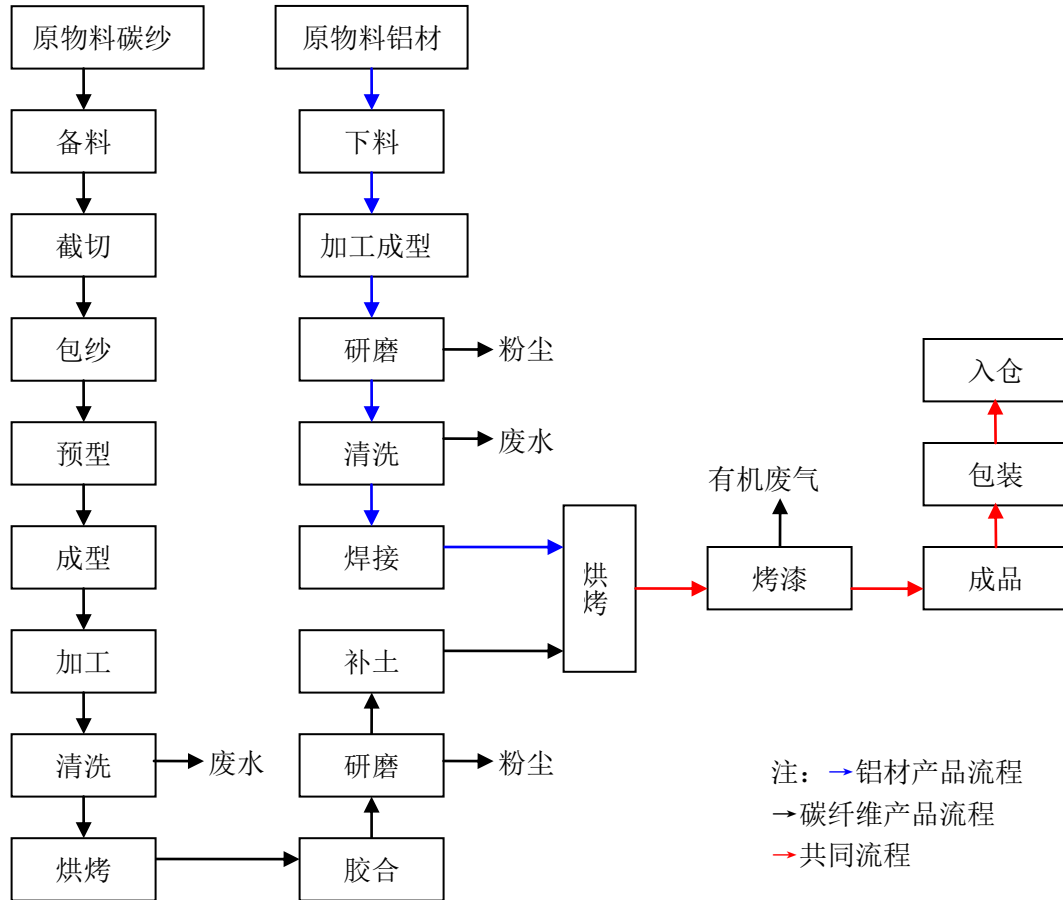 原物料碳纱
备料
截切
包纱
预型
成型
加工
清洗
废水
烘烤
原物料铝材
下料
加工成型
研磨
粉尘
清洗
废水
焊接
补土
研磨
粉尘
胶合
烘
烤
有机废气
烤漆
入仓
包装
成品
注：→铝材产品流程
→碳纤维产品流程
→共同流程